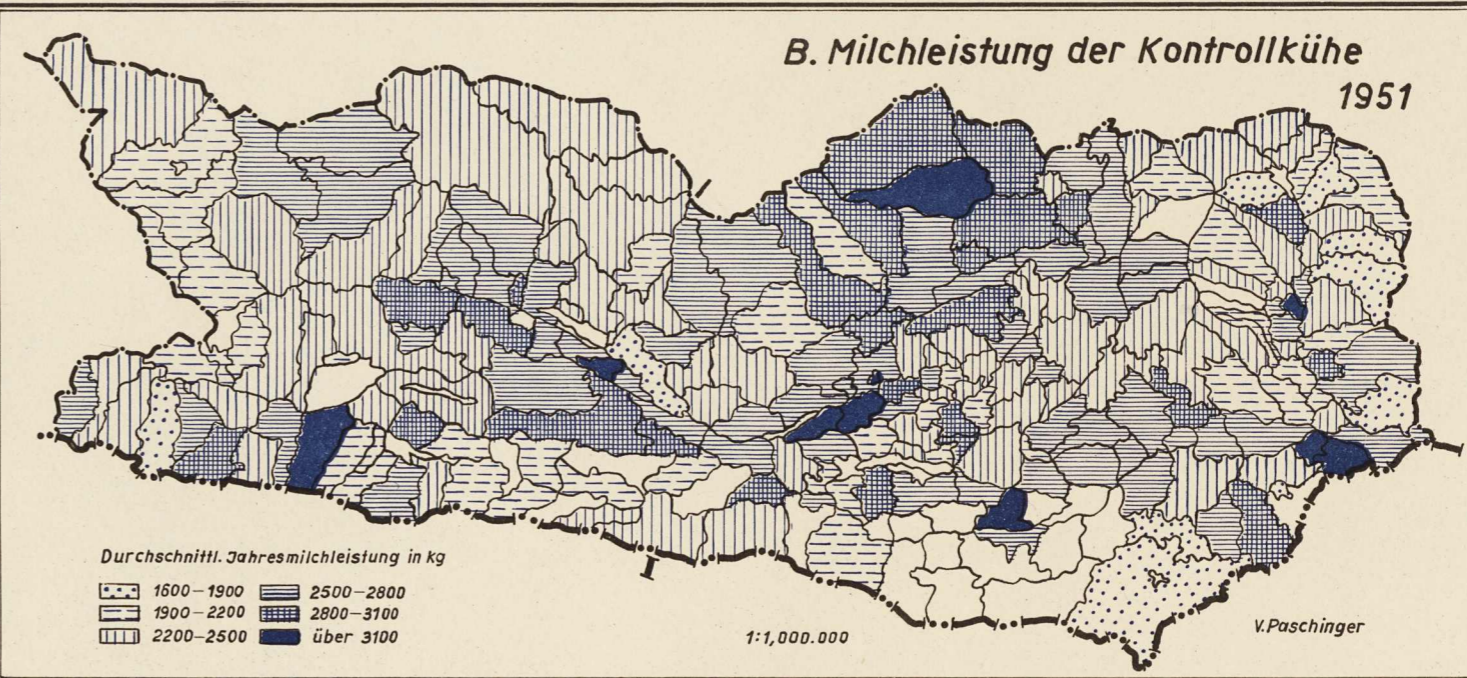 B. Milchleistung der Kontrollkühe
1951
I
Durchschnittl. Jahresmilchleistung in kg
1600–1900
2500–2800
1900–2200
2800–3100
2200–2500
über 3100
1:1,000.000
V. Paschinger